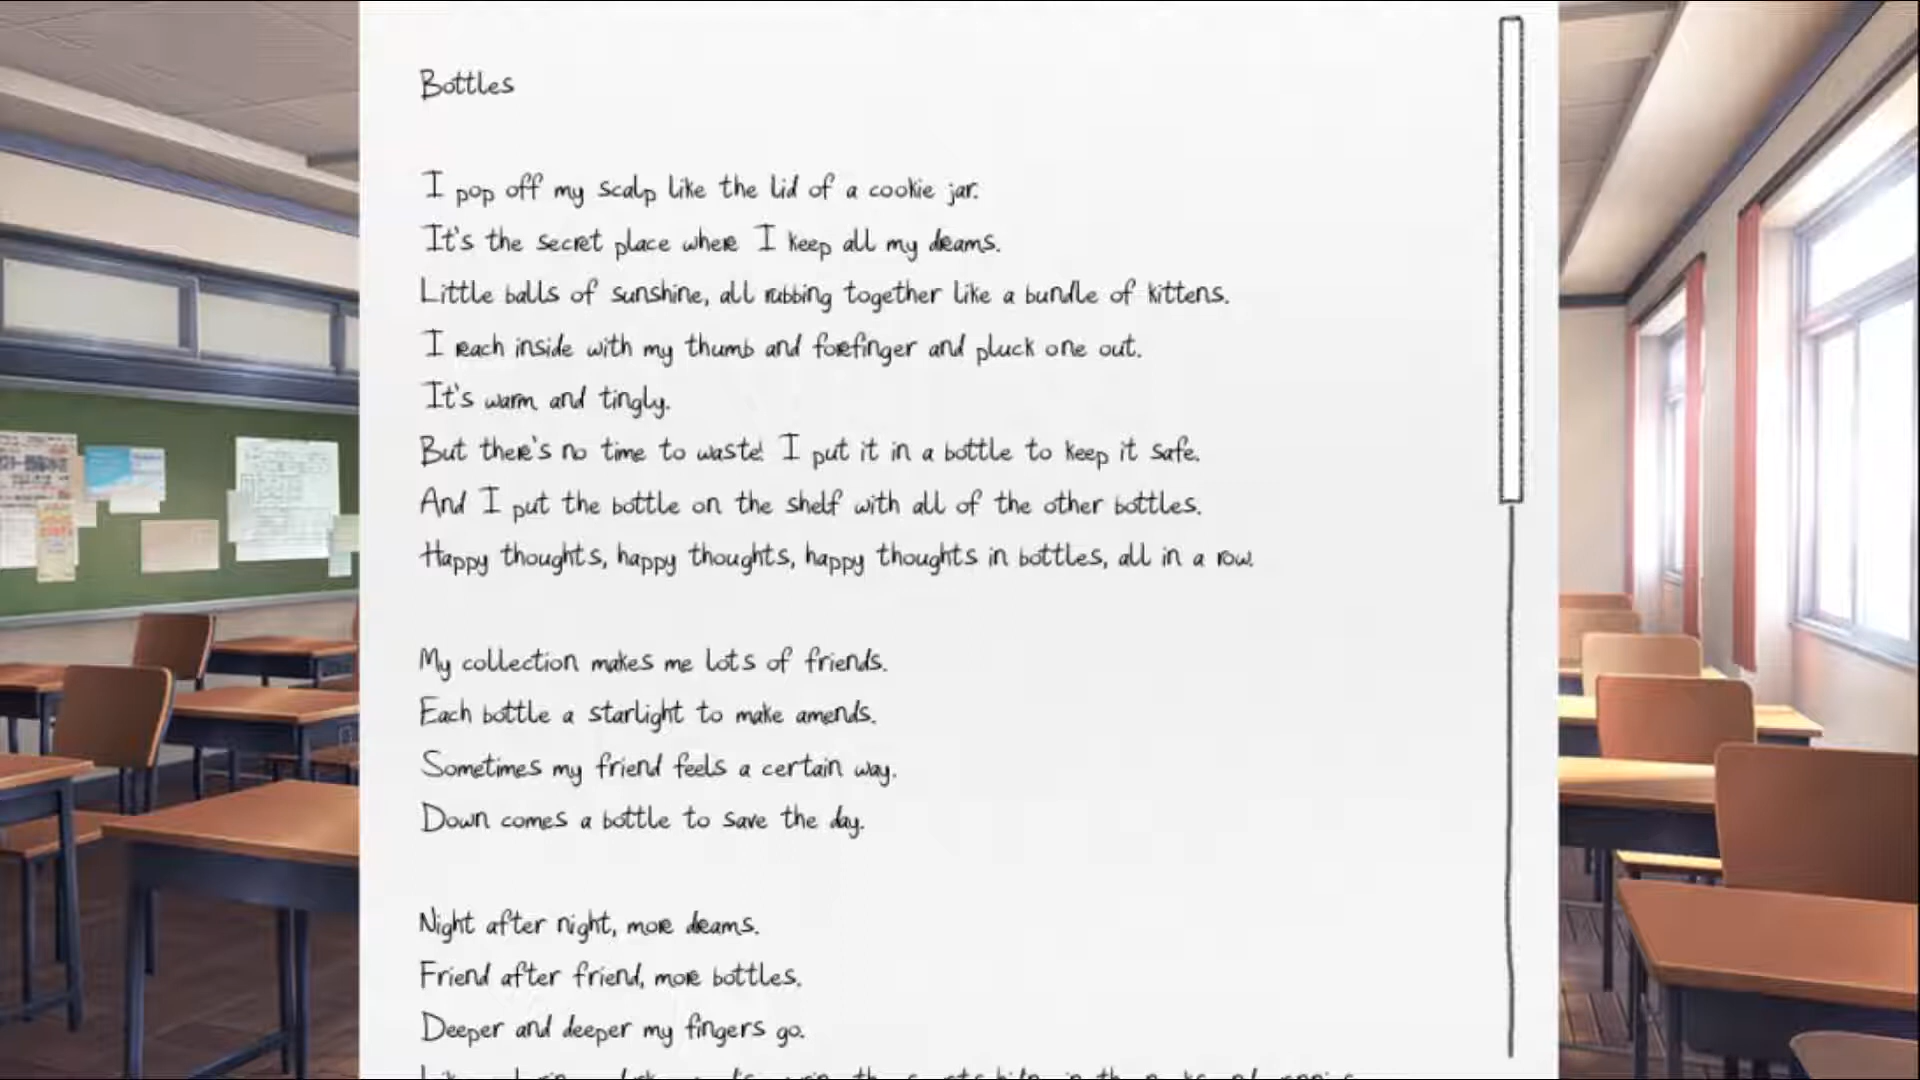 Bottles
I pop off my scalp like the lid of a cookie jar.
It's the secret place where I keep all my dreams.
Little balls of sunshine, all rubbing together like a bundle of kittens.
I reach inside with my thumb and forefinger and pluck one out.
It's warm and tingly.
But there's no time to waste! I put it in a bottle to keep it safe.
And I put the bottle on the shelf with all of the other bottles.
Happy thoughts, happy thoughts, happy thoughts in bottles, all in a row.
My collection makes me lots of friends.
Each bottle a starlight to make amends.
Sometimes my friend feels a certain way.
Down comes a bottle to save the day.
Night after night, more dreams.
Friend after friend, more bottles.
Deeper and deeper my fingers go.